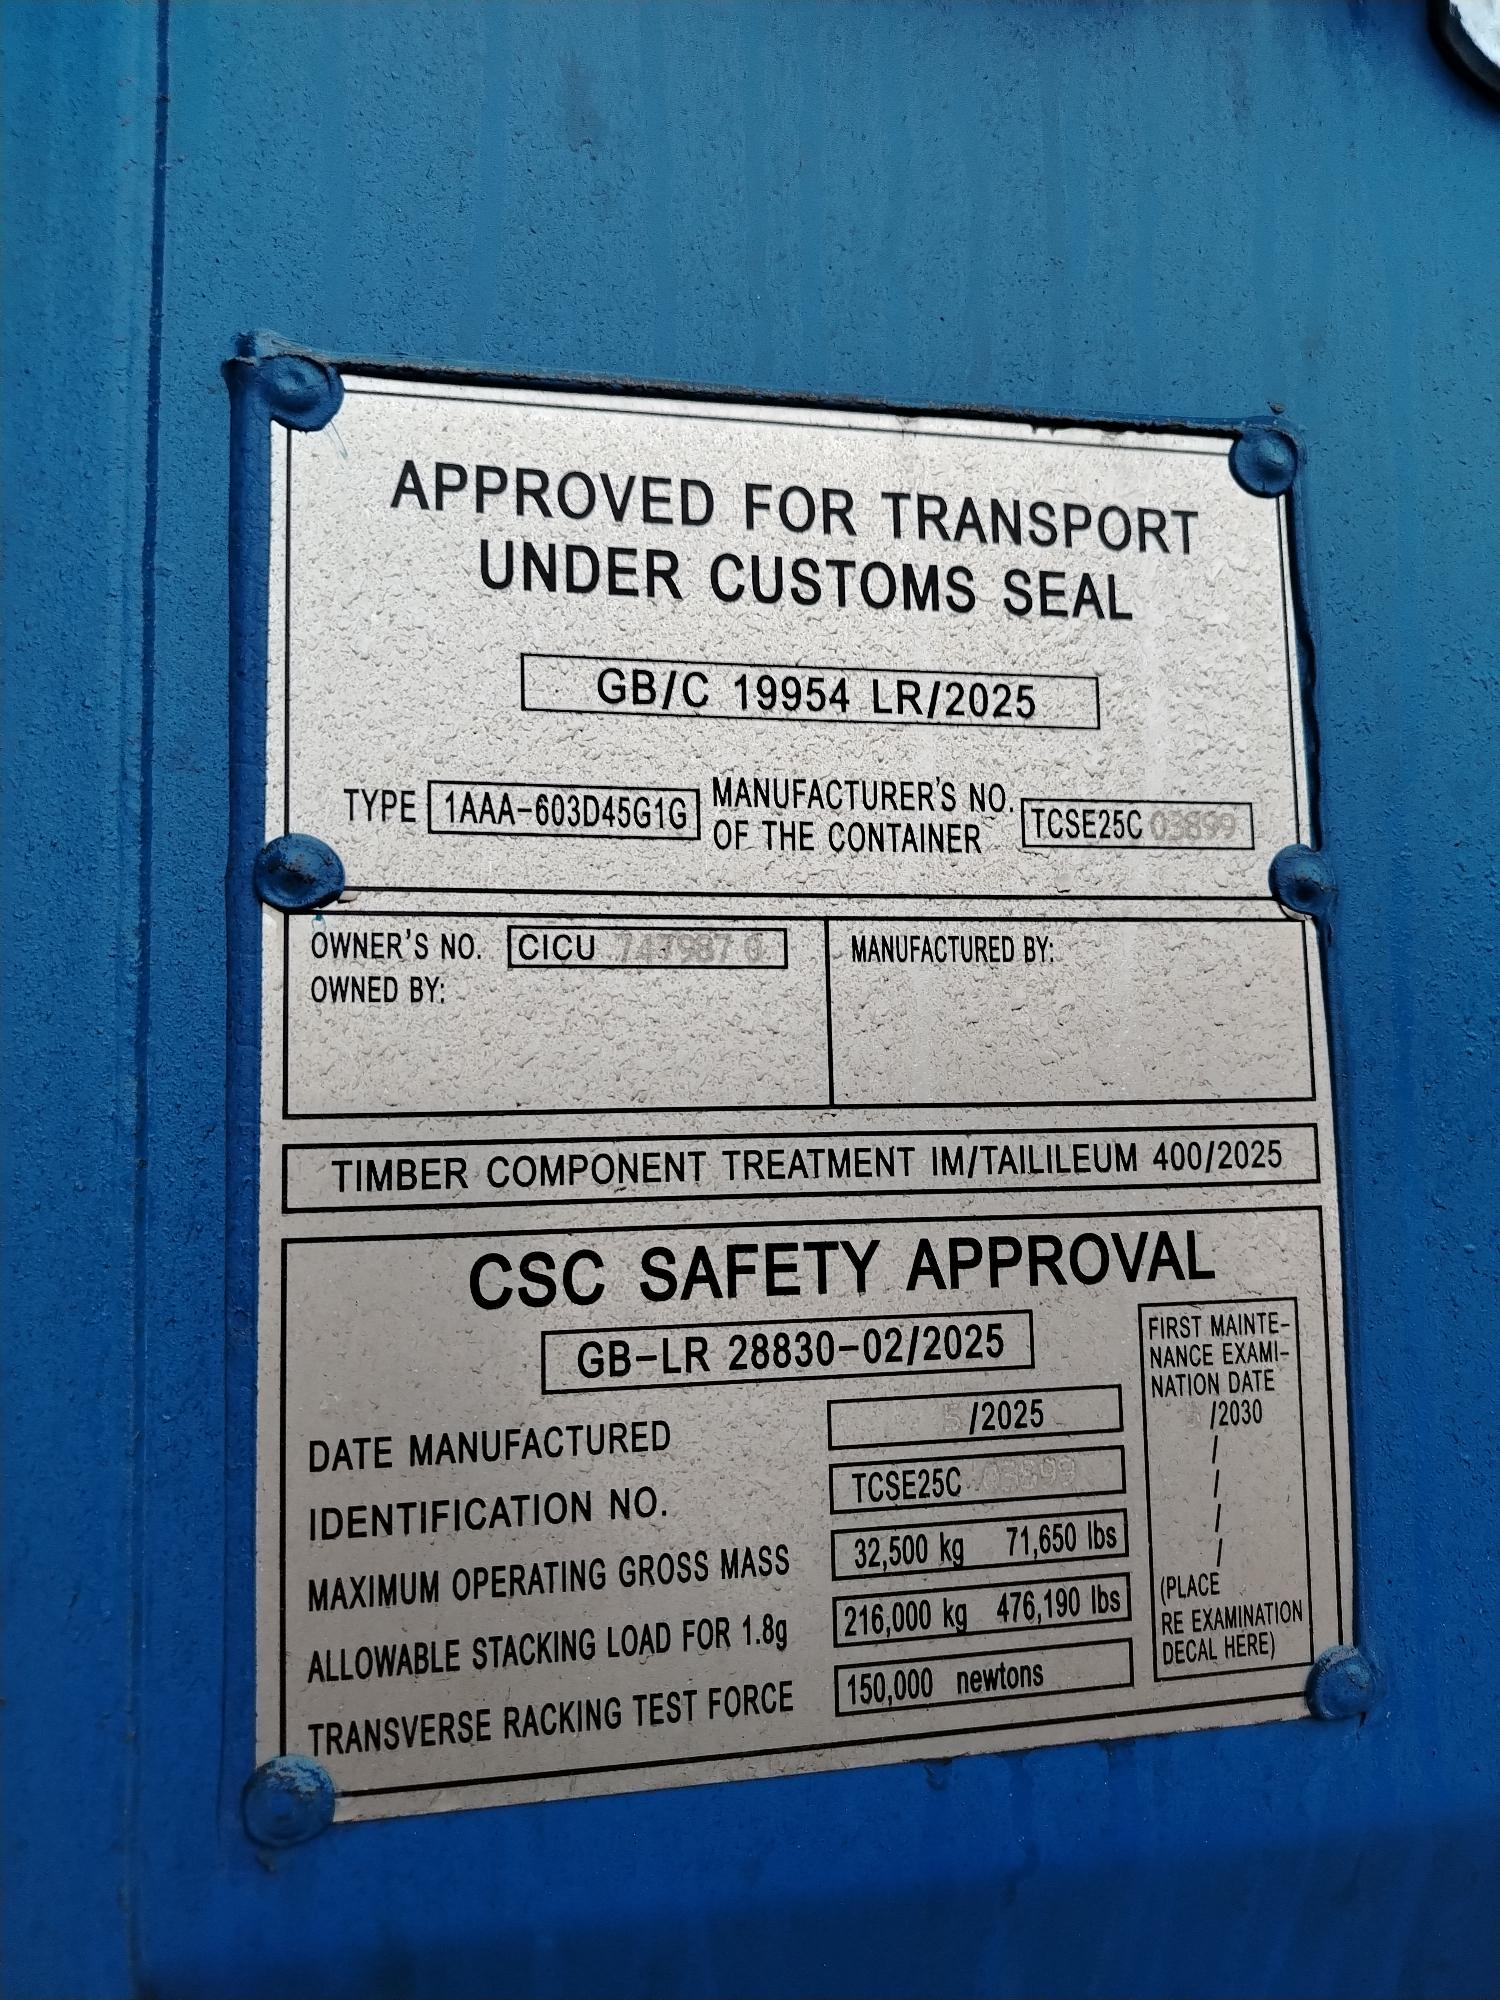 APPROVED FOR TRANSPORT
UNDER CUSTOMS SEAL
GB/C 19954 LR/2025
TYPE 1AAA-603D45G1G MANUFACTURER'S NO.
OF THE CONTAINER TCSE25C 03899
OWNER'S NO. CICU
OWNED BY:
MANUFACTURED BY:
TIMBER COMPONENT TREATMENT IM/TAILILEUM 400/2025
CSC SAFETY APPROVAL
GB-LR 28830-02/2025
DATE MANUFACTURED 5/2025
IDENTIFICATION NO. TCSE25C 03899
MAXIMUM OPERATING GROSS MASS 32,500 kg 71,650 lbs
ALLOWABLE STACKING LOAD FOR 1.8g 216,000 kg 476,190 lbs
TRANSVERSE RACKING TEST FORCE 150,000 newtons
FIRST MAINTE-
NANCE EXAMI-
NATION DATE
/2030
/
/
/
/
(PLACE
RE EXAMINATION
DECAL HERE)